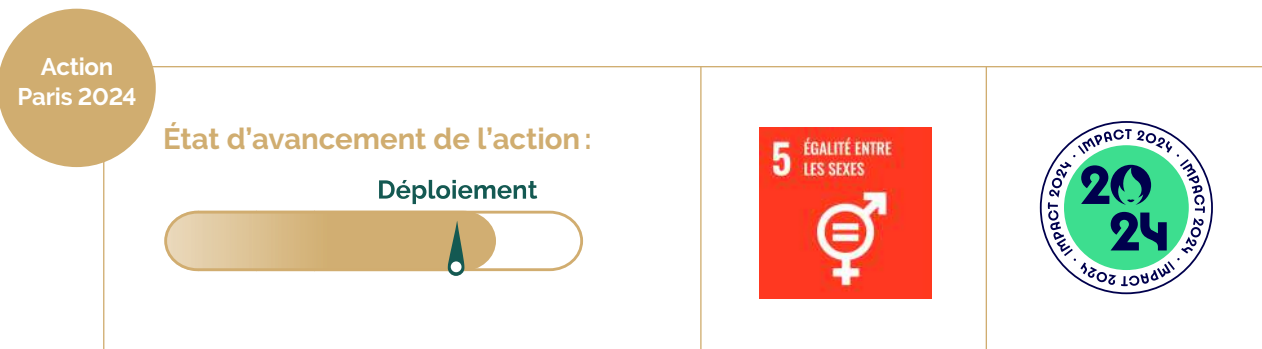 Action
Paris 2024
État d’avancement de l’action :
Déploiement
5 ÉGALITÉ ENTRE
LES SEXES
IMPACT 2024 · IMPACT 2024 · IMPACT 2024 · IMPACT 2024 ·
20
24